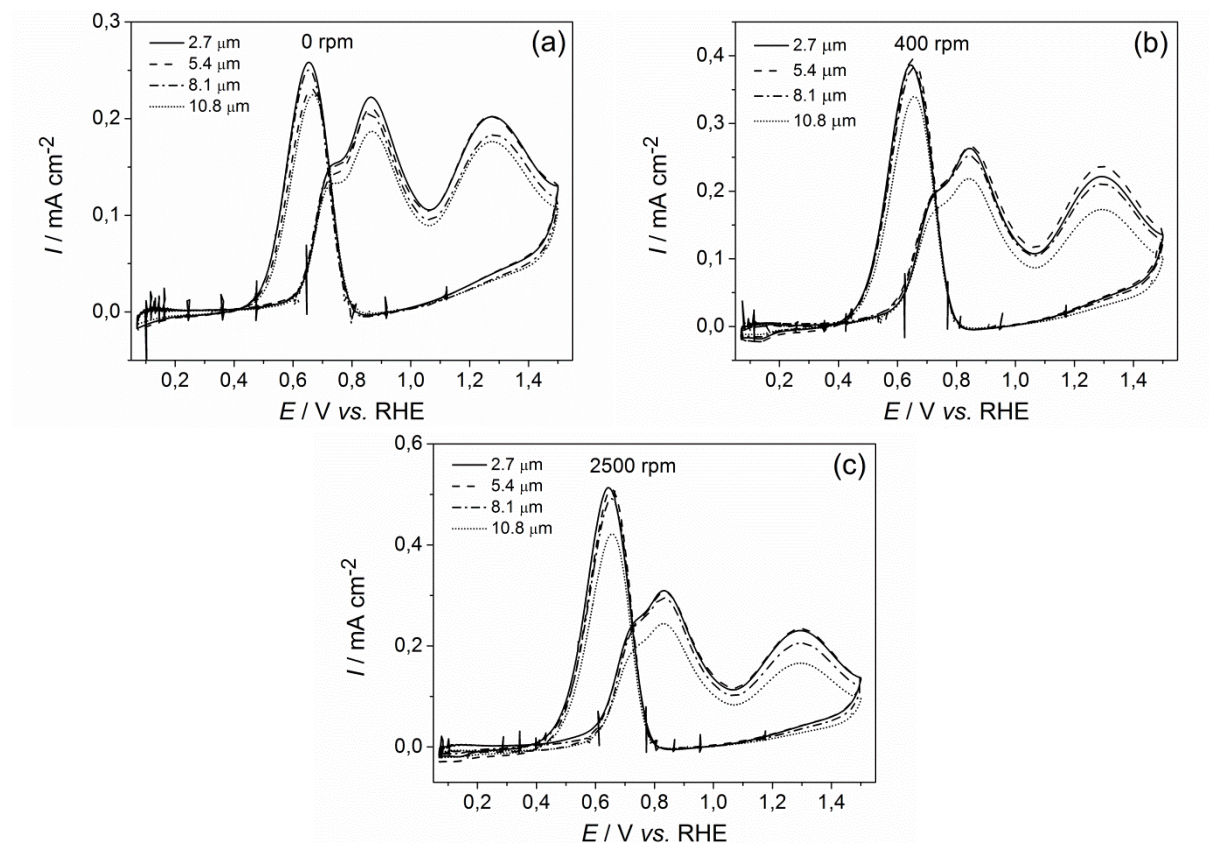 (a)
0 rpm
2.7 μm
5.4 μm
8.1 μm
10.8 μm
0,3
0,2
0,1
0,0
I / mA cm-2
0,2 0,4 0,6 0,8 1,0 1,2 1,4
E / V vs. RHE
(b)
400 rpm
2.7 μm
5.4 μm
8.1 μm
10.8 μm
0,4
0,3
0,2
0,1
0,0
I / mA cm-2
0,2 0,4 0,6 0,8 1,0 1,2 1,4
E / V vs. RHE
(c)
2500 rpm
2.7 μm
5.4 μm
8.1 μm
10.8 μm
0,6
0,4
0,2
0,0
I / mA cm-2
0,2 0,4 0,6 0,8 1,0 1,2 1,4
E / V vs. RHE